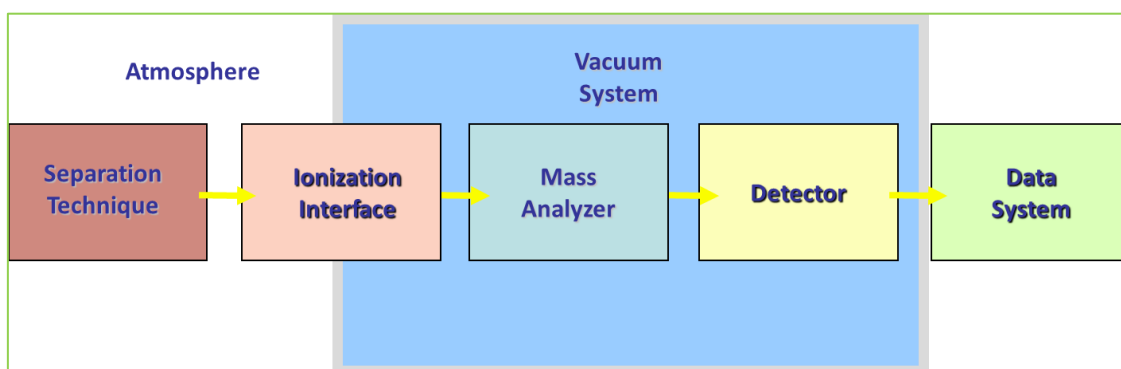 Atmosphere
Vacuum
System
Separation
Technique
Ionization
Interface
Mass
Analyzer
Detector
Data
System